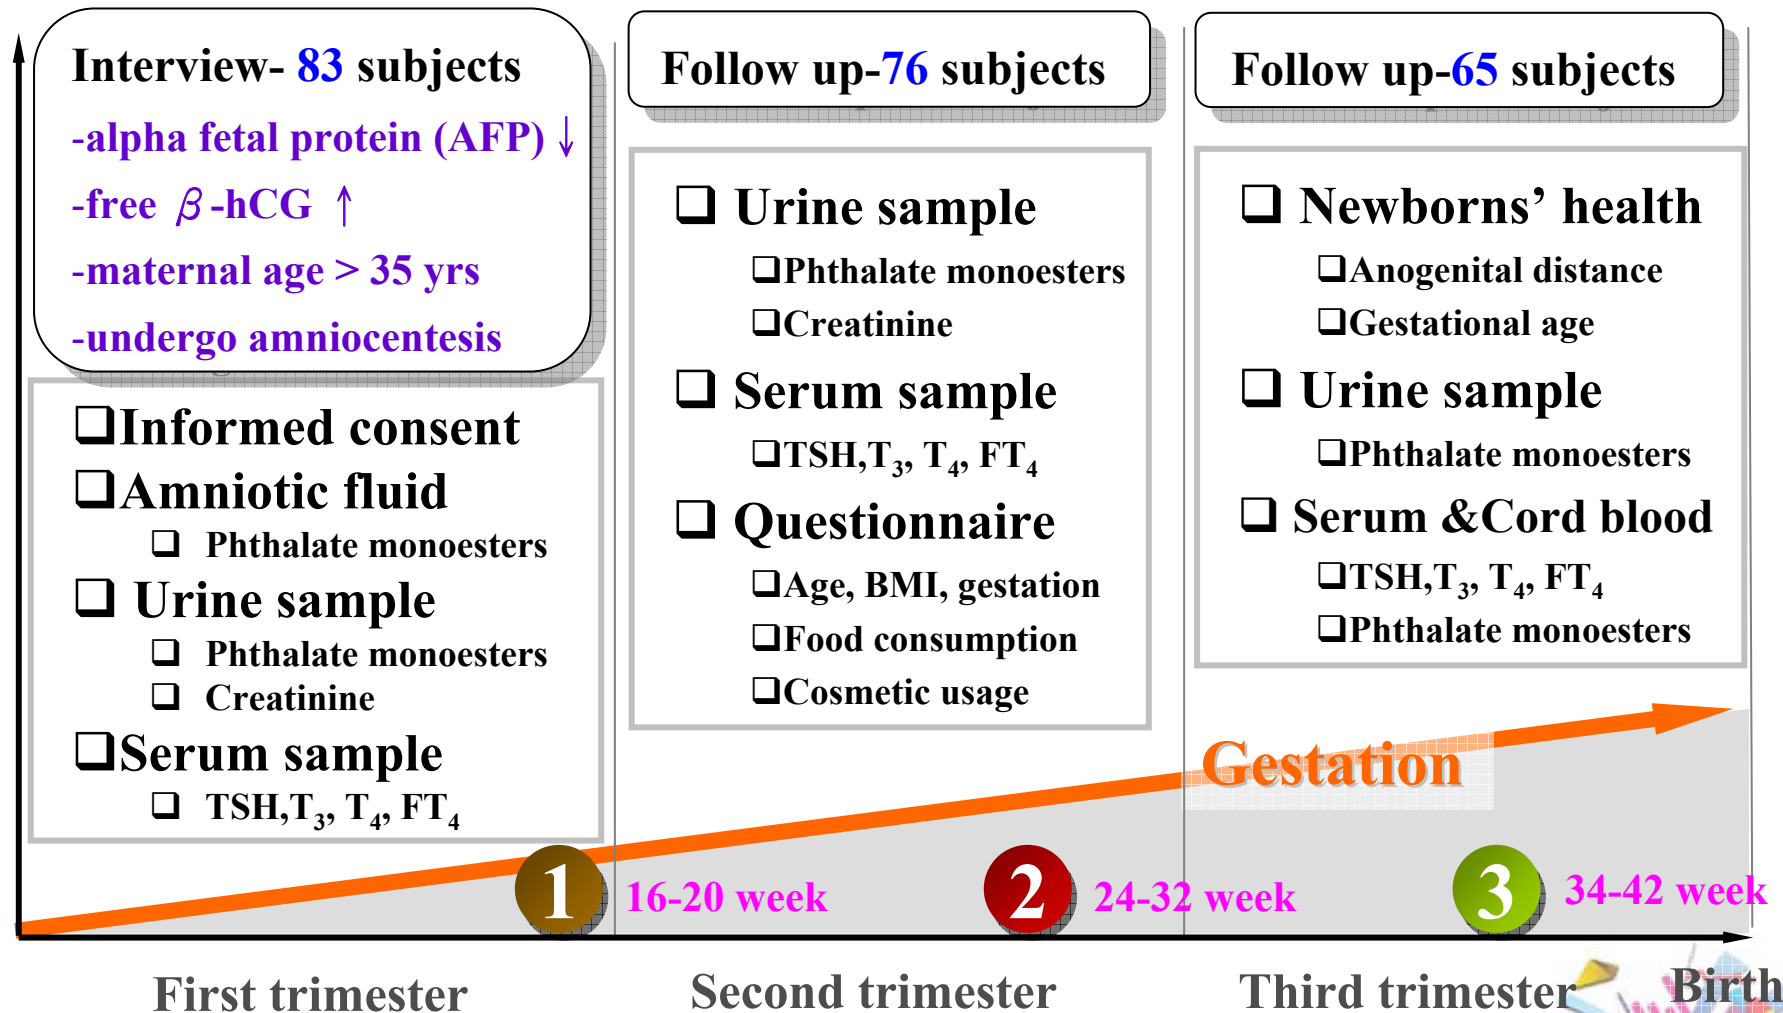 Interview- 83 subjects
-alpha fetal protein (AFP) ↓
-free β-hCG ↑
-maternal age > 35 yrs
-undergo amniocentesis
❑Informed consent
❑Amniotic fluid
❑ Phthalate monoesters
❑ Urine sample
❑ Phthalate monoesters
❑ Creatinine
❑Serum sample
❑ TSH,T₃, T₄, FT₄
Follow up-76 subjects
❑ Urine sample
❑Phthalate monoesters
❑Creatinine
❑ Serum sample
❑TSH,T₃, T₄, FT₄
❑ Questionnaire
❑Age, BMI, gestation
❑Food consumption
❑Cosmetic usage
Follow up-65 subjects
❑ Newborns’ health
❑Anogenital distance
❑Gestational age
❑ Urine sample
❑Phthalate monoesters
❑ Serum &Cord blood
❑TSH,T₃, T₄, FT₄
❑Phthalate monoesters
Gestation
1 16-20 week
2 24-32 week
3 34-42 week
First trimester
Second trimester
Third trimester
Birth